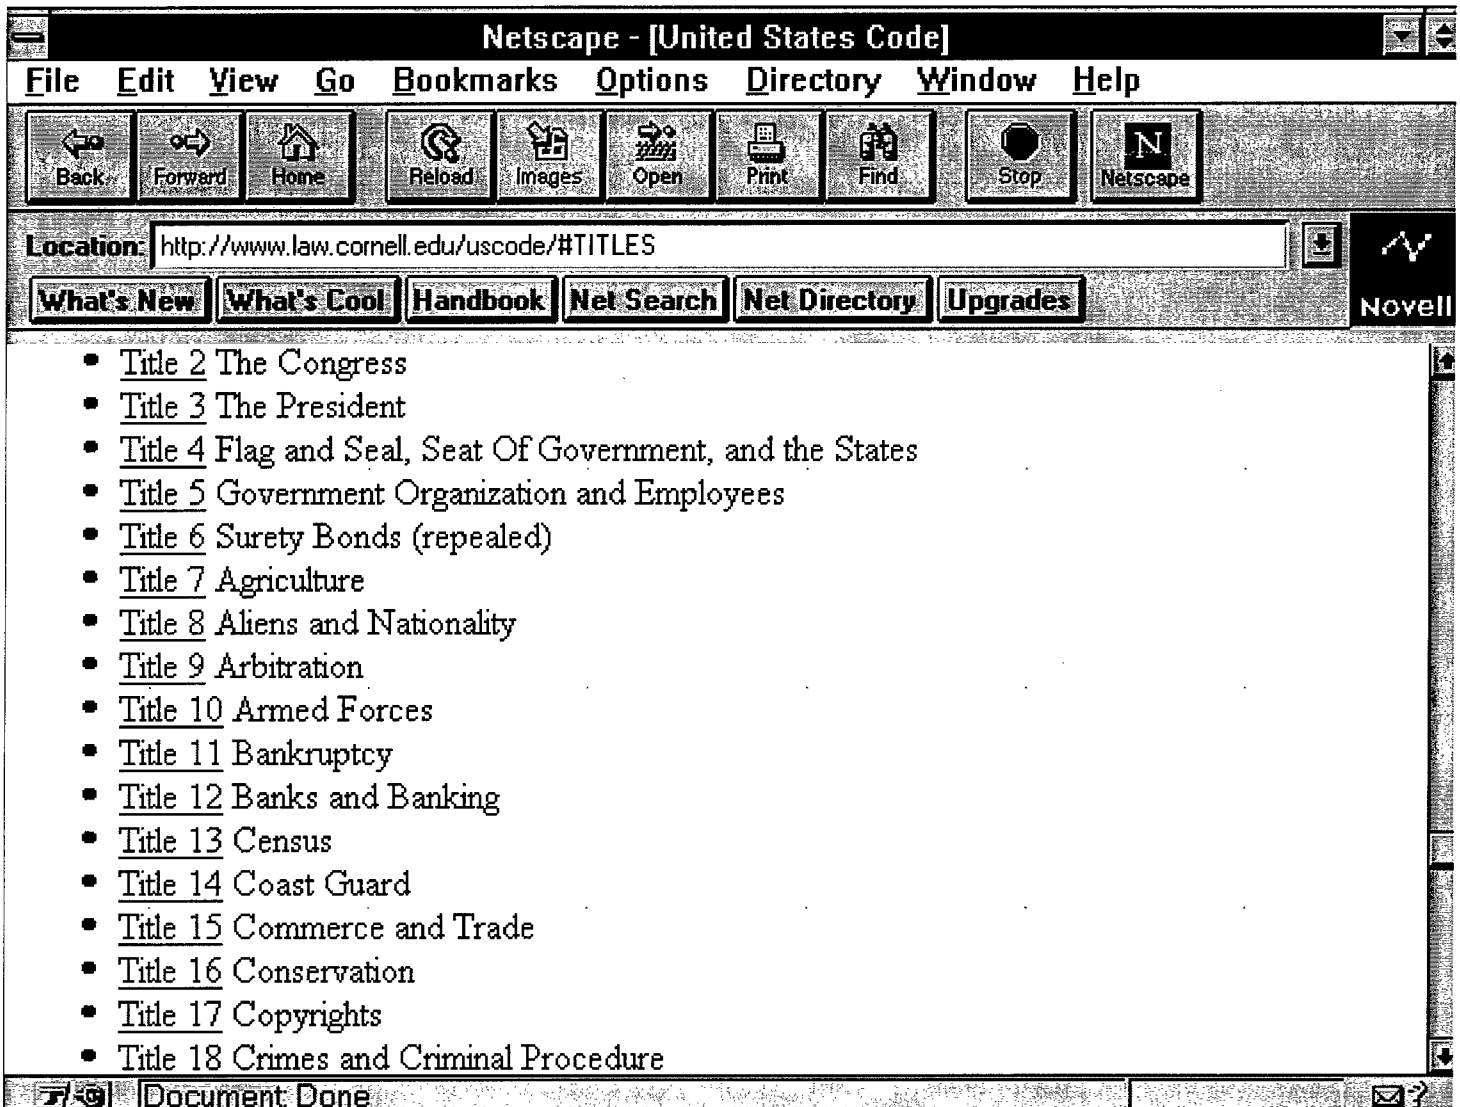 Netscape - [United States Code]
File Edit View Go Bookmarks Options Directory Window Help
Back Forward Home Reload Images Open Print Find Stop N Netscape
Location: http://www.law.cornell.edu/uscode/#TITLES
What's New What's Cool Handbook Net Search Net Directory Upgrades Novell
• Title 2 The Congress
• Title 3 The President
• Title 4 Flag and Seal, Seat Of Government, and the States
• Title 5 Government Organization and Employees
• Title 6 Surety Bonds (repealed)
• Title 7 Agriculture
• Title 8 Aliens and Nationality
• Title 9 Arbitration
• Title 10 Armed Forces
• Title 11 Bankruptcy
• Title 12 Banks and Banking
• Title 13 Census
• Title 14 Coast Guard
• Title 15 Commerce and Trade
• Title 16 Conservation
• Title 17 Copyrights
• Title 18 Crimes and Criminal Procedure
Document: Done ?